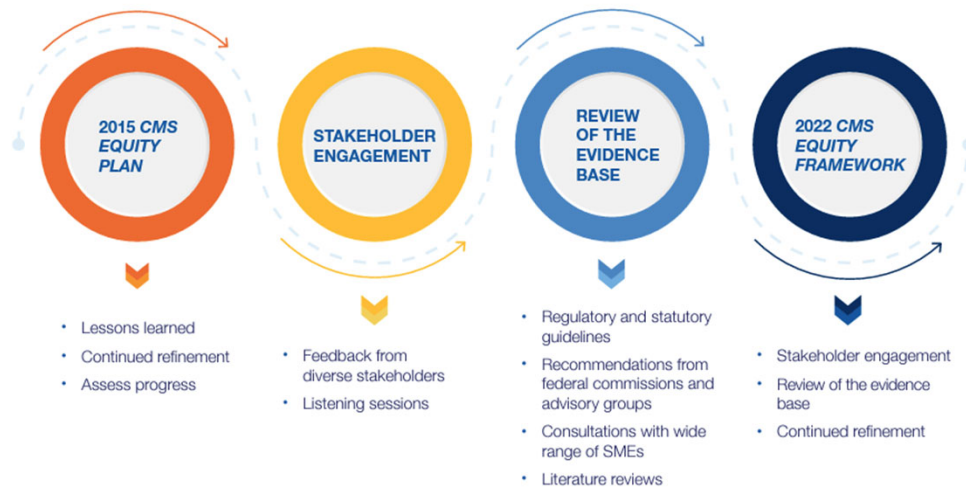 2015 CMS
EQUITY
PLAN
• Lessons learned
• Continued refinement
• Assess progress
STAKEHOLDER
ENGAGEMENT
• Feedback from
diverse stakeholders
• Listening sessions
REVIEW
OF THE
EVIDENCE
BASE
• Regulatory and statutory
guidelines
• Recommendations from
federal commissions and
advisory groups
• Consultations with wide
range of SMEs
• Literature reviews
2022 CMS
EQUITY
FRAMEWORK
• Stakeholder engagement
• Review of the evidence
base
• Continued refinement